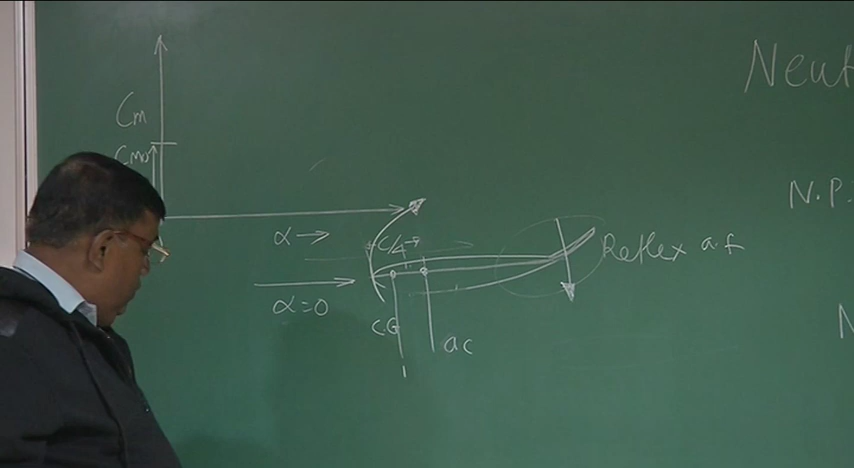 Neut
Cm
Cmo
N.P.
α →
C/4
Reflex a.f
α=0
CG
ac
N